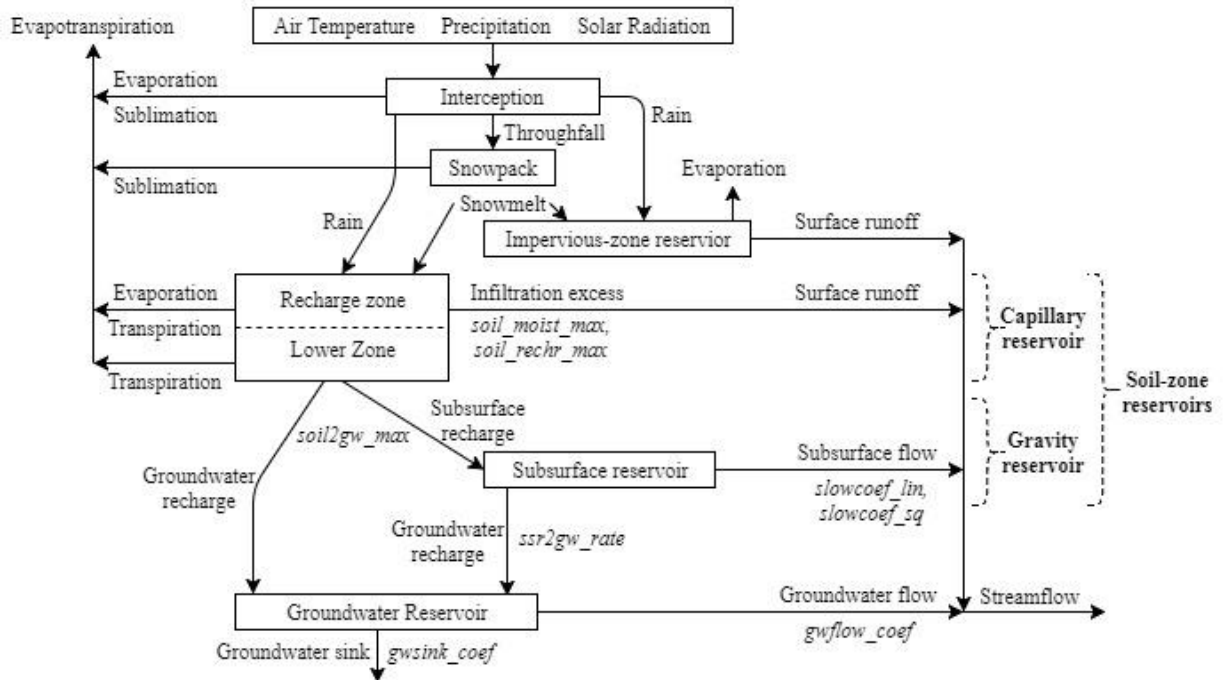 Evapotranspiration
Air Temperature Precipitation Solar Radiation
Evaporation
Sublimation
Interception
Rain
Throughfall
Snowpack
Sublimation
Evaporation
Snowmelt
Rain
Impervious-zone reservior
Surface runoff
Evaporation
Transpiration
Recharge zone
Infiltration excess
Surface runoff
soil_moist_max,
soil_rechr_max
Lower Zone
Transpiration
Capillary
reservoir
Soil-zone
reservoirs
Subsurface
recharge
soil2gw_max
Groundwater
recharge
Subsurface reservoir
Subsurface flow
slowcoef_lin,
slowcoef_sq
Gravity
reservoir
Groundwater
recharge
ssr2gw_rate
Groundwater Reservoir
Groundwater flow
gwflow_coef
Streamflow
Groundwater sink
gwsink_coef